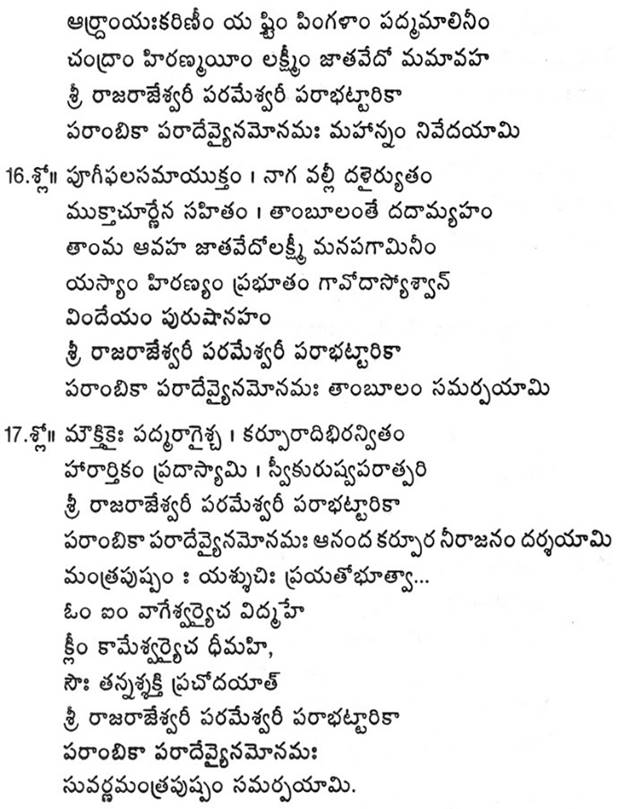 ఆర్ద్రాంయఃకరిణీం య ష్టిం పింగళాం పద్మమాలినీం
చంద్రాం హిరణ్మయీం లక్ష్మీం జాతవేదో మమావహ
శ్రీ రాజరాజేశ్వరీ పరమేశ్వరీ పరాభట్టారికా
పరాంబికా పరాదేవ్యైనమోనమః మహాన్నం నివేదయామి
16.శ్లో॥ పూగీఫలసమాయుక్తం । నాగ వల్లీ దళైర్యుతం
ముక్తాచూర్ణేన సహితం । తాంబూలంతే దదామ్యహం
తాంమ ఆవహ జాతవేదోలక్ష్మీ మనపగామినీం
యస్యాం హిరణ్యం ప్రభూతం గావోదాస్యోశ్వాన్
విందేయం పురుషానహం
శ్రీ రాజరాజేశ్వరీ పరమేశ్వరీ పరాభట్టారికా
పరాంబికా పరాదేవ్యైనమోనమః తాంబూలం సమర్పయామి
17.శ్లో॥ మౌక్తికైః పద్మరాగైశ్చ । కర్పూరాదిభిరన్వితం
హారార్తికం ప్రదాస్యామి । స్వీకురుష్వపరాత్పరి
శ్రీ రాజరాజేశ్వరీ పరమేశ్వరీ పరాభట్టారికా
పరాంబికా పరాదేవ్యైనమోనమః ఆనంద కర్పూర నీరాజనం దర్శయామి
మంత్రపుష్పం ః యశ్శుచిః ప్రయతోభూత్వా...
ఓం ఐం వాగేశ్వర్యైచ విద్మహే
క్లీం కామేశ్వర్యైచ ధీమహి,
సౌః తన్నశ్శక్తి ప్రచోదయాత్
శ్రీ రాజరాజేశ్వరీ పరమేశ్వరీ పరాభట్టారికా
పరాంబికా పరాదేవ్యైనమోనమః
సువర్ణమంత్రపుష్పం సమర్పయామి.